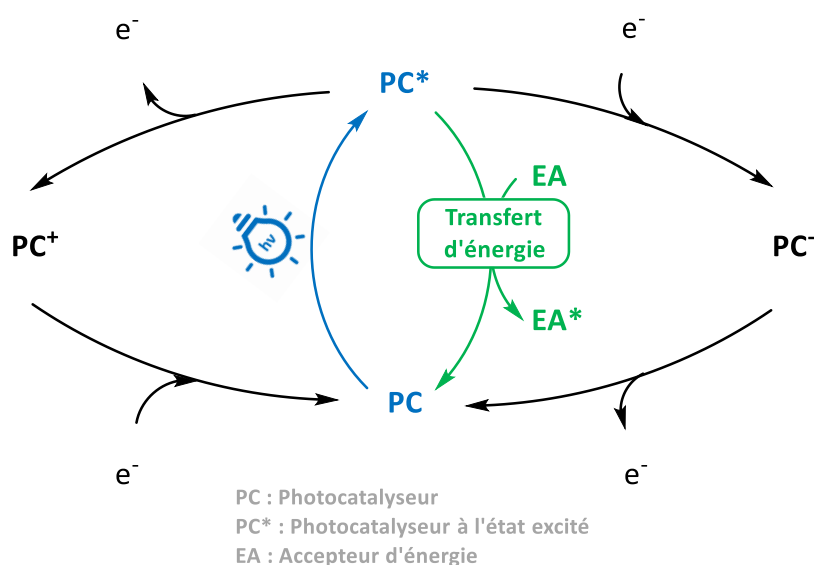 e⁻
e⁻
PC*
EA
Transfert
d'énergie
hν
PC⁺
PC⁻
EA*
PC
e⁻
e⁻
PC : Photocatalyseur
PC* : Photocatalyseur à l'état excité
EA : Accepteur d'énergie